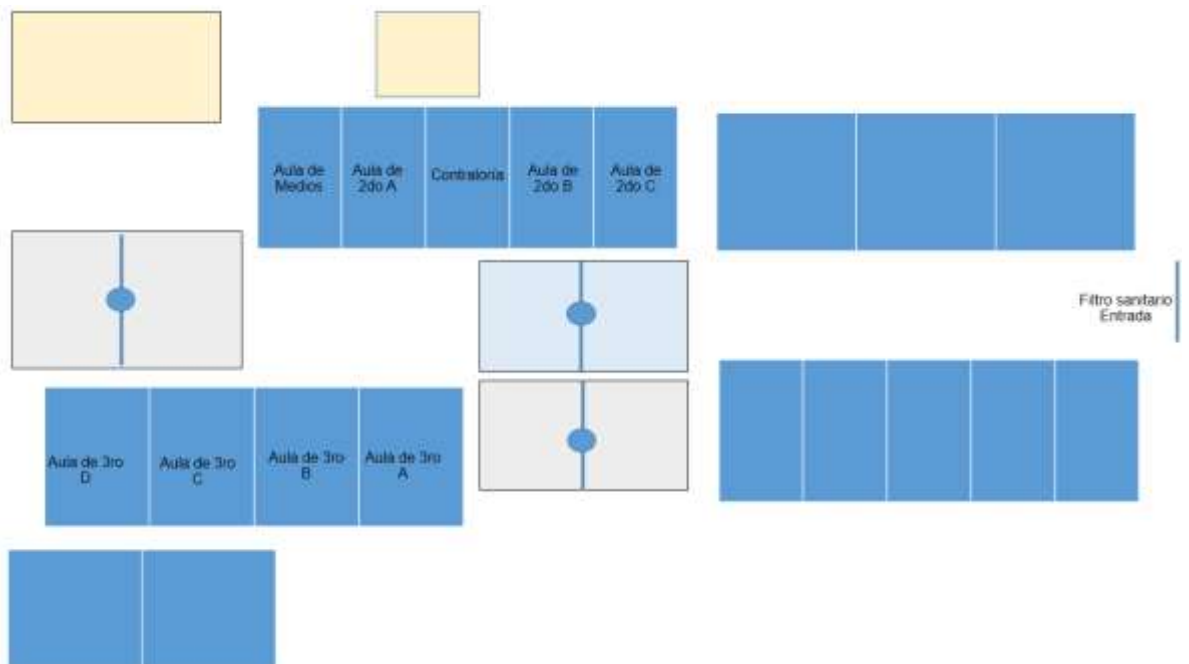 Aula de
Medios
Aula de
2do A
Contraloría
Aula de
2do B
Aula de
2do C
Filtro sanitario
Entrada
Aula de 3ro
D
Aula de 3ro
C
Aula de 3ro
B
Aula de 3ro
A